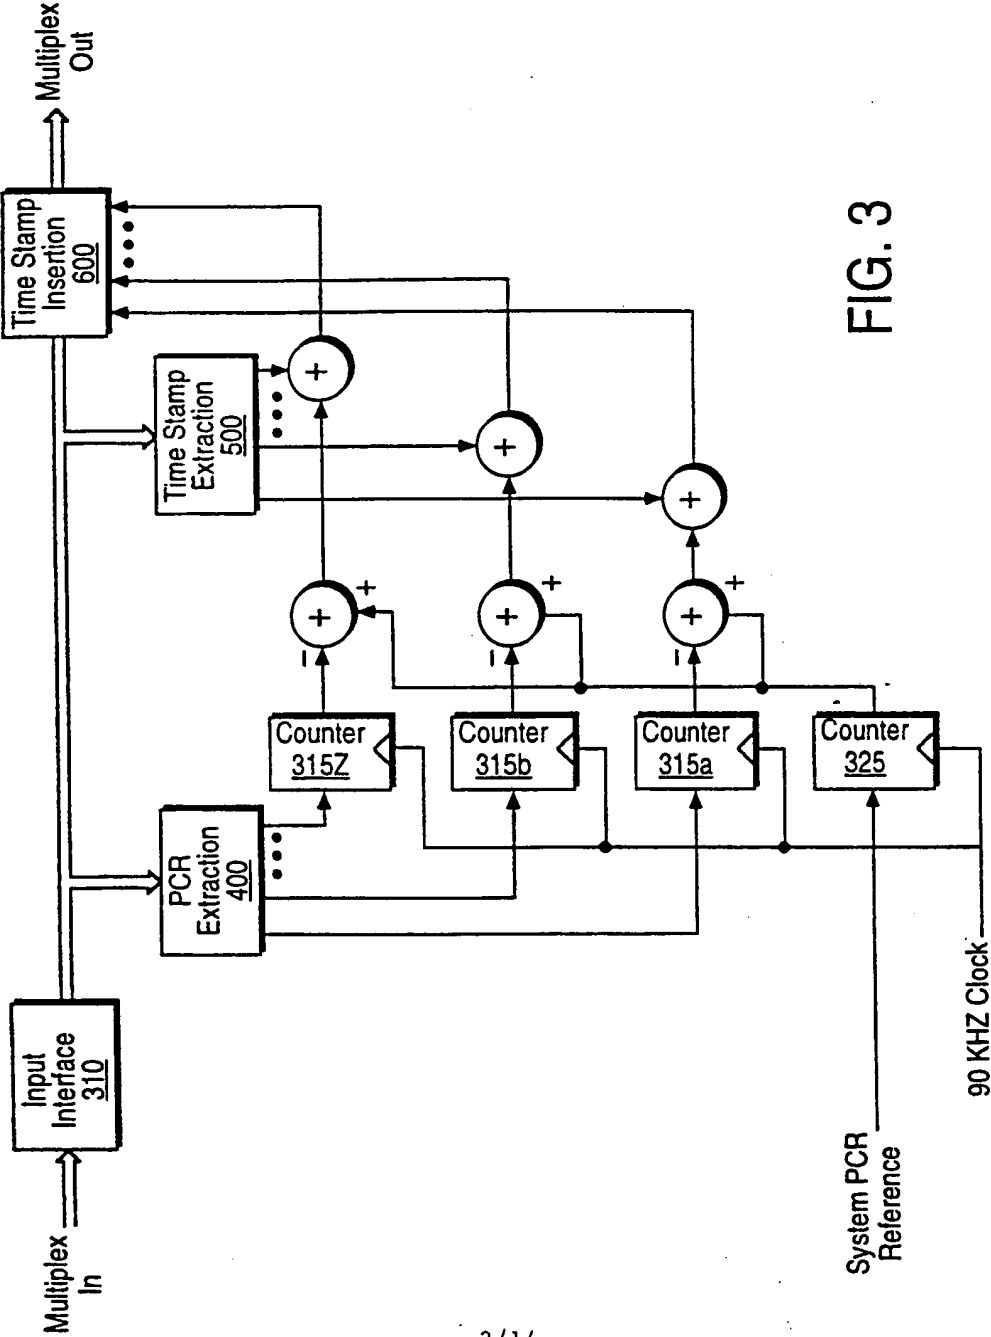 Multiplex
In
Input
Interface
310
PCR
Extraction
400
Time Stamp
Extraction
500
Time Stamp
Insertion
600
Multiplex
Out
Counter
315Z
Counter
315b
Counter
315a
Counter
325
−
+
+
+
−
+
+
+
−
+
+
+
System PCR
Reference
90 KHZ Clock
FIG. 3